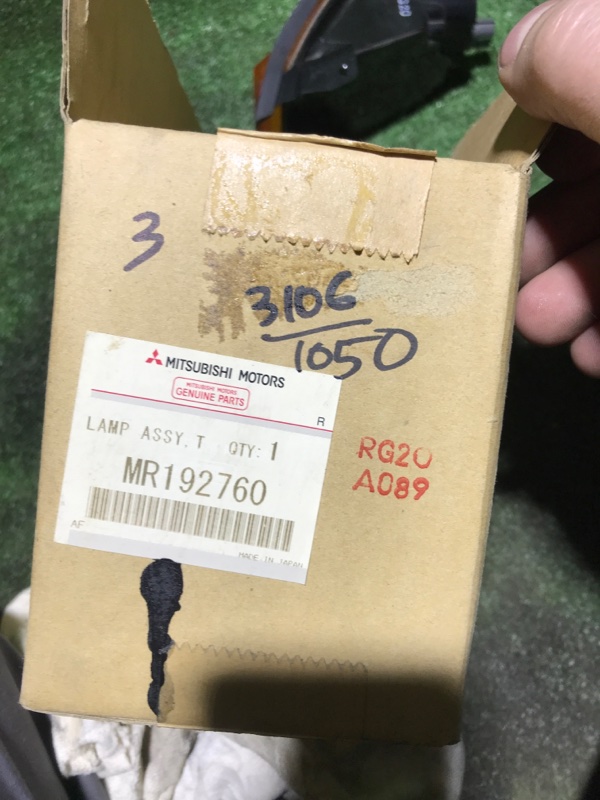 3
3106
1050
MITSUBISHI MOTORS
MITSUBISHI MOTORS
GENUINE PARTS
R
LAMP ASSY, T QTY: 1
MR192760
AF
MADE IN JAPAN
RG20
A089